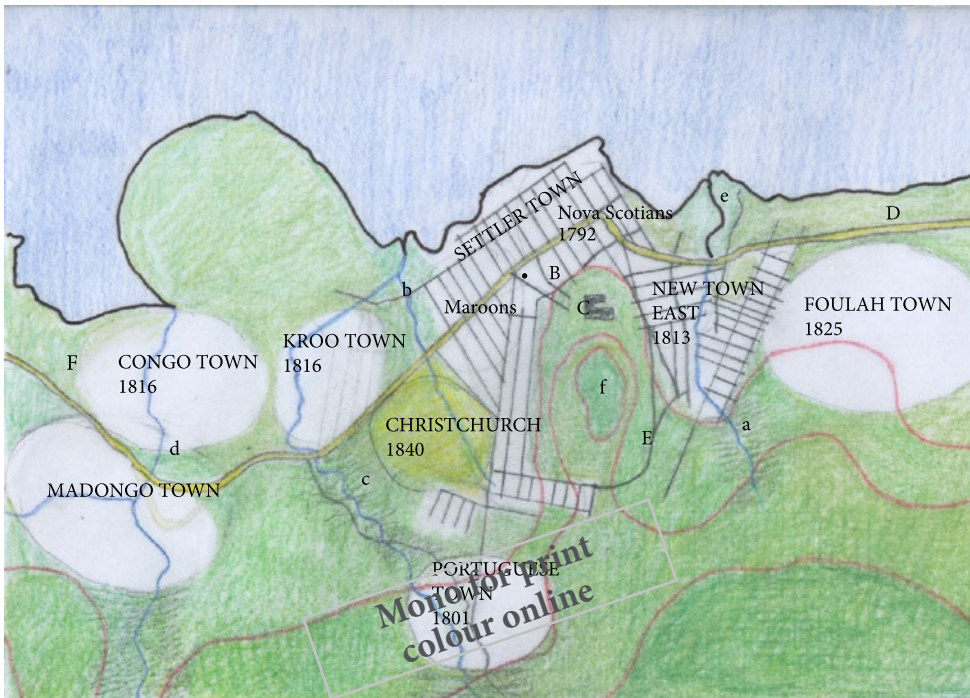 e
D
SETTLER TOWN
Nova Scotians
1792
B
b
C
Maroons
NEW TOWN
EAST
1813
FOULAH TOWN
1825
KROO TOWN
1816
F
CONGO TOWN
1816
f
CHRISTCHURCH
1840
E
a
d
c
MADONGO TOWN
PORTUGUESE
TOWN
1801
Mono for print
colour online